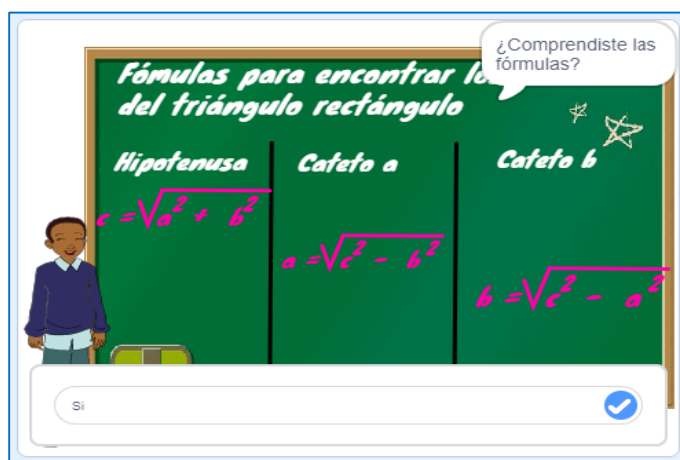 ¿Comprendiste las
fórmulas?
Fómulas para encontrar
del triángulo rectángulo
Hipotenusa
c = √a² + b²
Cateto a
a = √c² - b²
Cateto b
b = √c² - a²
Si